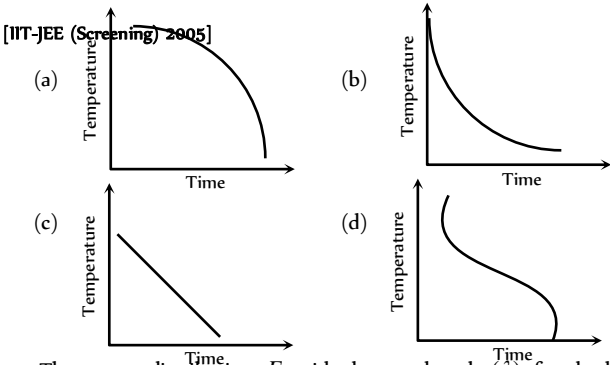 [IIT-JEE (Screening) 2005]
(a)
Temperature
Time
(b)
Temperature
Time
(c)
Temperature
Time
(d)
Temperature
Time